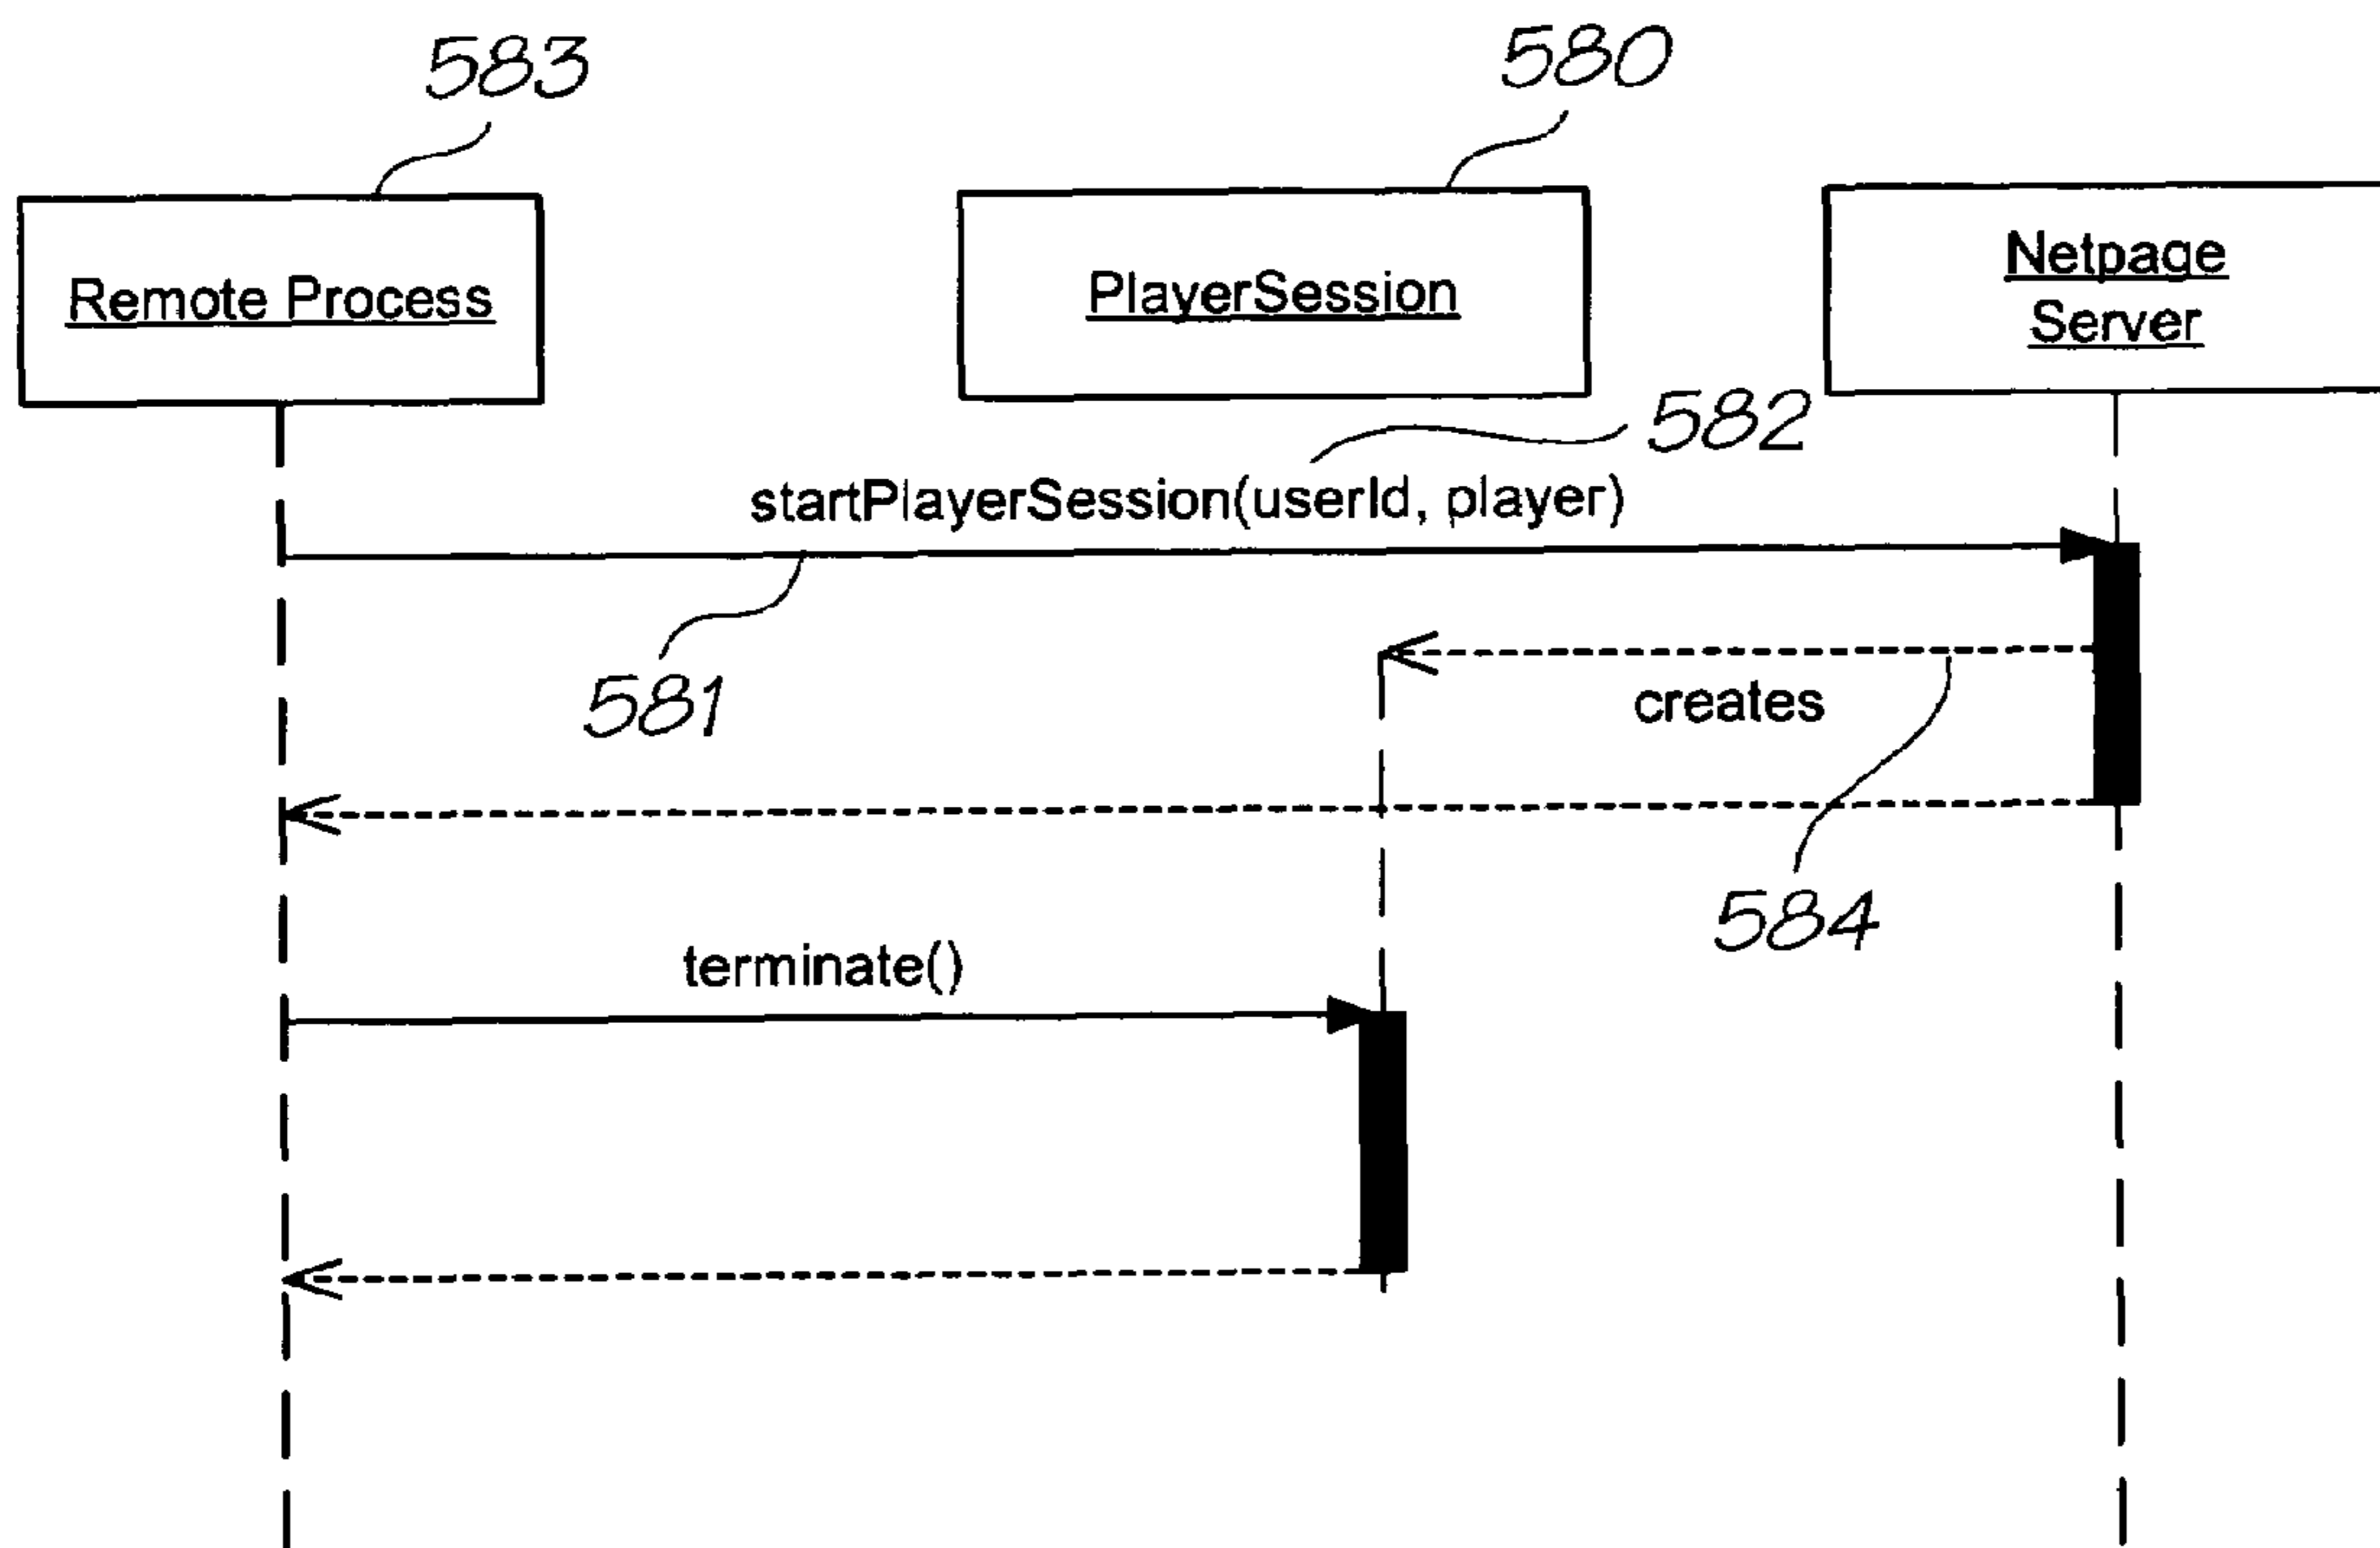 583
580
Remote Process
PlayerSession
Netpage
Server
582
startPlayerSession(userId, player)
581
creates
584
terminate()